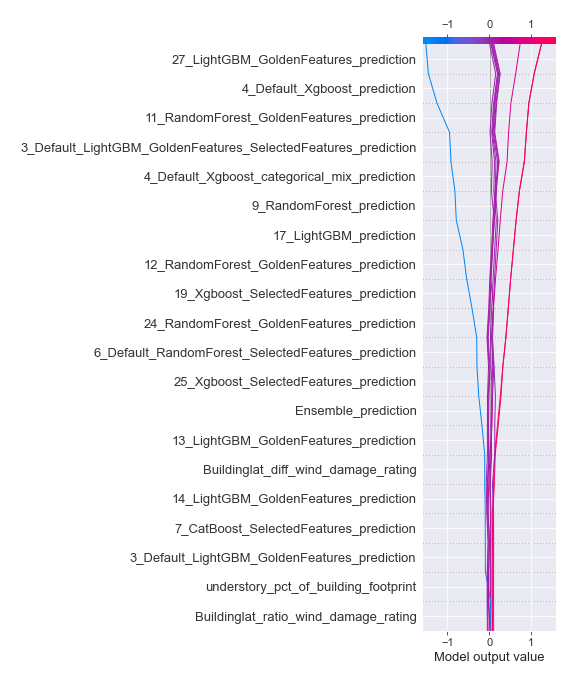 −1 0 1
27_LightGBM_GoldenFeatures_prediction
4_Default_Xgboost_prediction
11_RandomForest_GoldenFeatures_prediction
3_Default_LightGBM_GoldenFeatures_SelectedFeatures_prediction
4_Default_Xgboost_categorical_mix_prediction
9_RandomForest_prediction
17_LightGBM_prediction
12_RandomForest_GoldenFeatures_prediction
19_Xgboost_SelectedFeatures_prediction
24_RandomForest_GoldenFeatures_prediction
6_Default_RandomForest_SelectedFeatures_prediction
25_Xgboost_SelectedFeatures_prediction
Ensemble_prediction
13_LightGBM_GoldenFeatures_prediction
Buildinglat_diff_wind_damage_rating
14_LightGBM_GoldenFeatures_prediction
7_CatBoost_SelectedFeatures_prediction
3_Default_LightGBM_GoldenFeatures_prediction
understory_pct_of_building_footprint
Buildinglat_ratio_wind_damage_rating
−1 0 1
Model output value